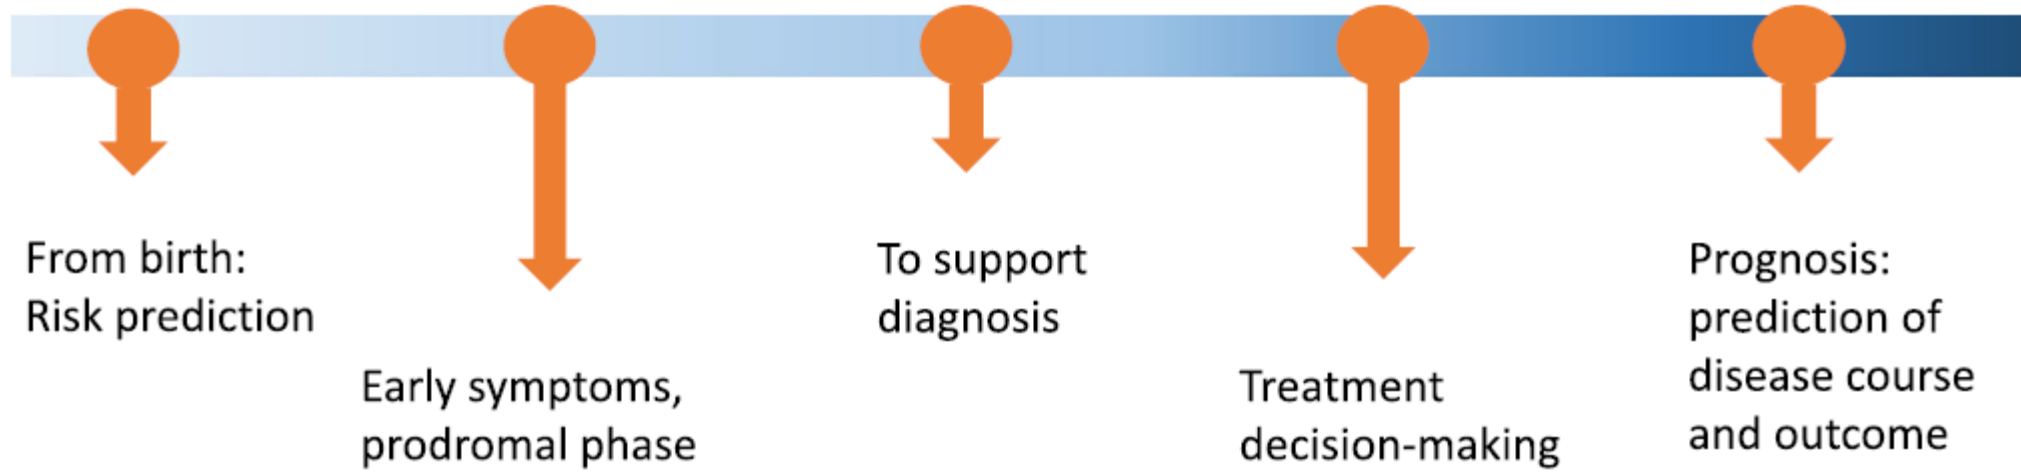 From birth:
Risk prediction
Early symptoms,
prodromal phase
To support
diagnosis
Treatment
decision-making
Prognosis:
prediction of
disease course
and outcome